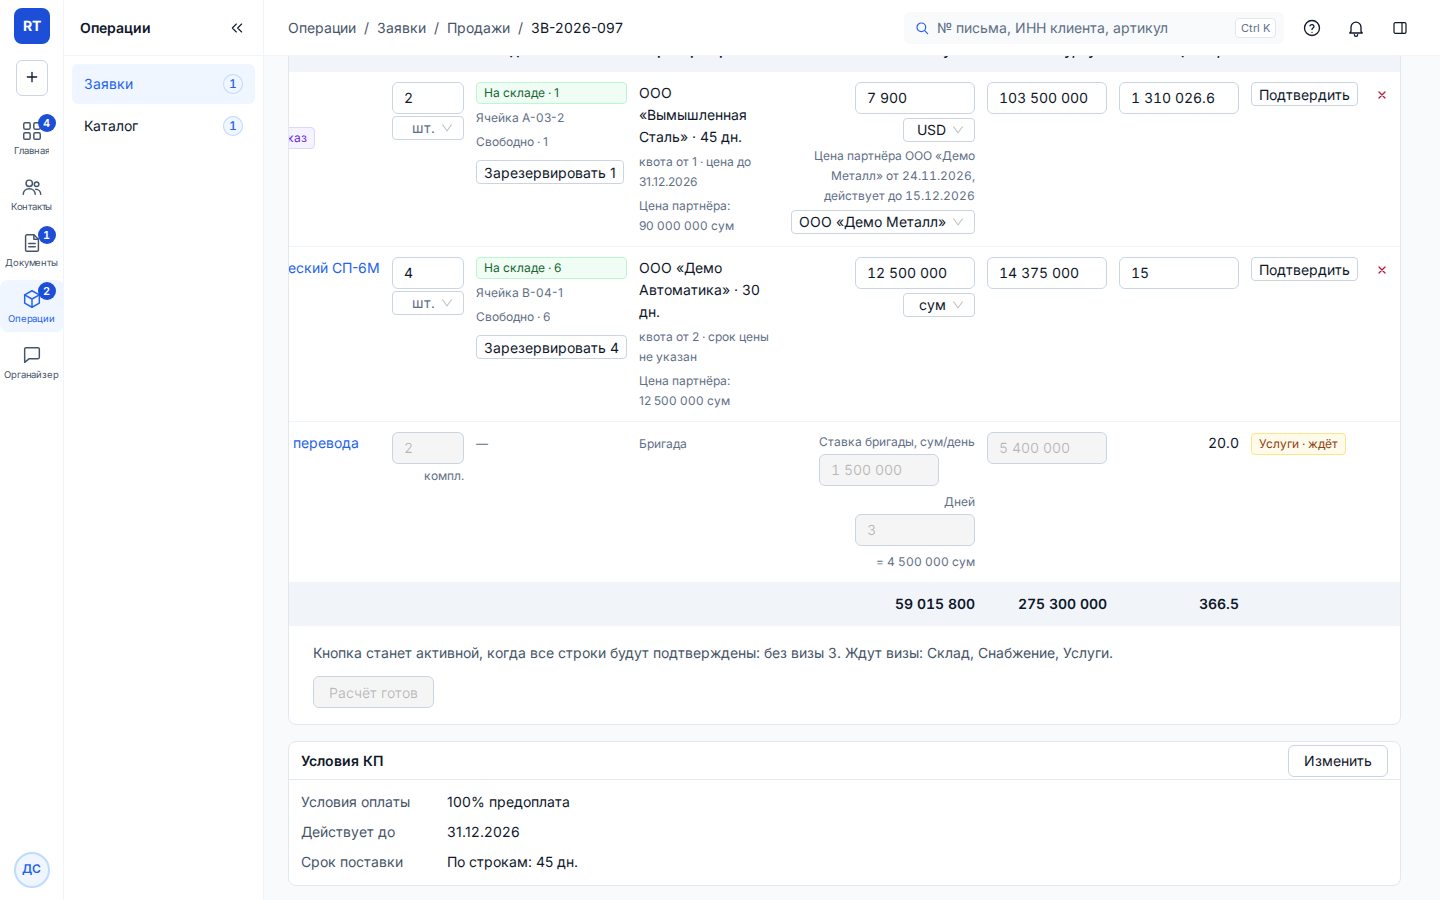 RT
Операции
Операции / Заявки / Продажи / ЗВ-2026-097
№ письма, ИНН клиента, артикул
Ctrl K
Заявки
1
Каталог
1
4
Главная
Контакты
1
Документы
2
Операции
Органайзер
ДС
каз
2
шт.
На складе · 1
Ячейка A-03-2
Свободно · 1
Зарезервировать 1
ООО
«Вымышленная
Сталь» · 45 дн.
квота от 1 · цена до
31.12.2026
Цена партнёра:
90 000 000 сум
7 900
USD
Цена партнёра ООО «Демо
Металл» от 24.11.2026,
действует до 15.12.2026
ООО «Демо Металл»
103 500 000
1 310 026.6
Подтвердить
еский СП-6М
4
шт.
На складе · 6
Ячейка B-04-1
Свободно · 6
Зарезервировать 4
ООО «Демо
Автоматика» · 30
дн.
квота от 2 · срок цены
не указан
Цена партнёра:
12 500 000 сум
12 500 000
сум
14 375 000
15
Подтвердить
перевода
2
компл.
—
Бригада
Ставка бригады, сум/день
1 500 000
Дней
3
= 4 500 000 сум
5 400 000
20.0
Услуги · ждёт
59 015 800 275 300 000 366.5
Кнопка станет активной, когда все строки будут подтверждены: без визы 3. Ждут визы: Склад, Снабжение, Услуги.
Расчёт готов
Условия КП
Изменить
Условия оплаты 100% предоплата
Действует до 31.12.2026
Срок поставки По строкам: 45 дн.